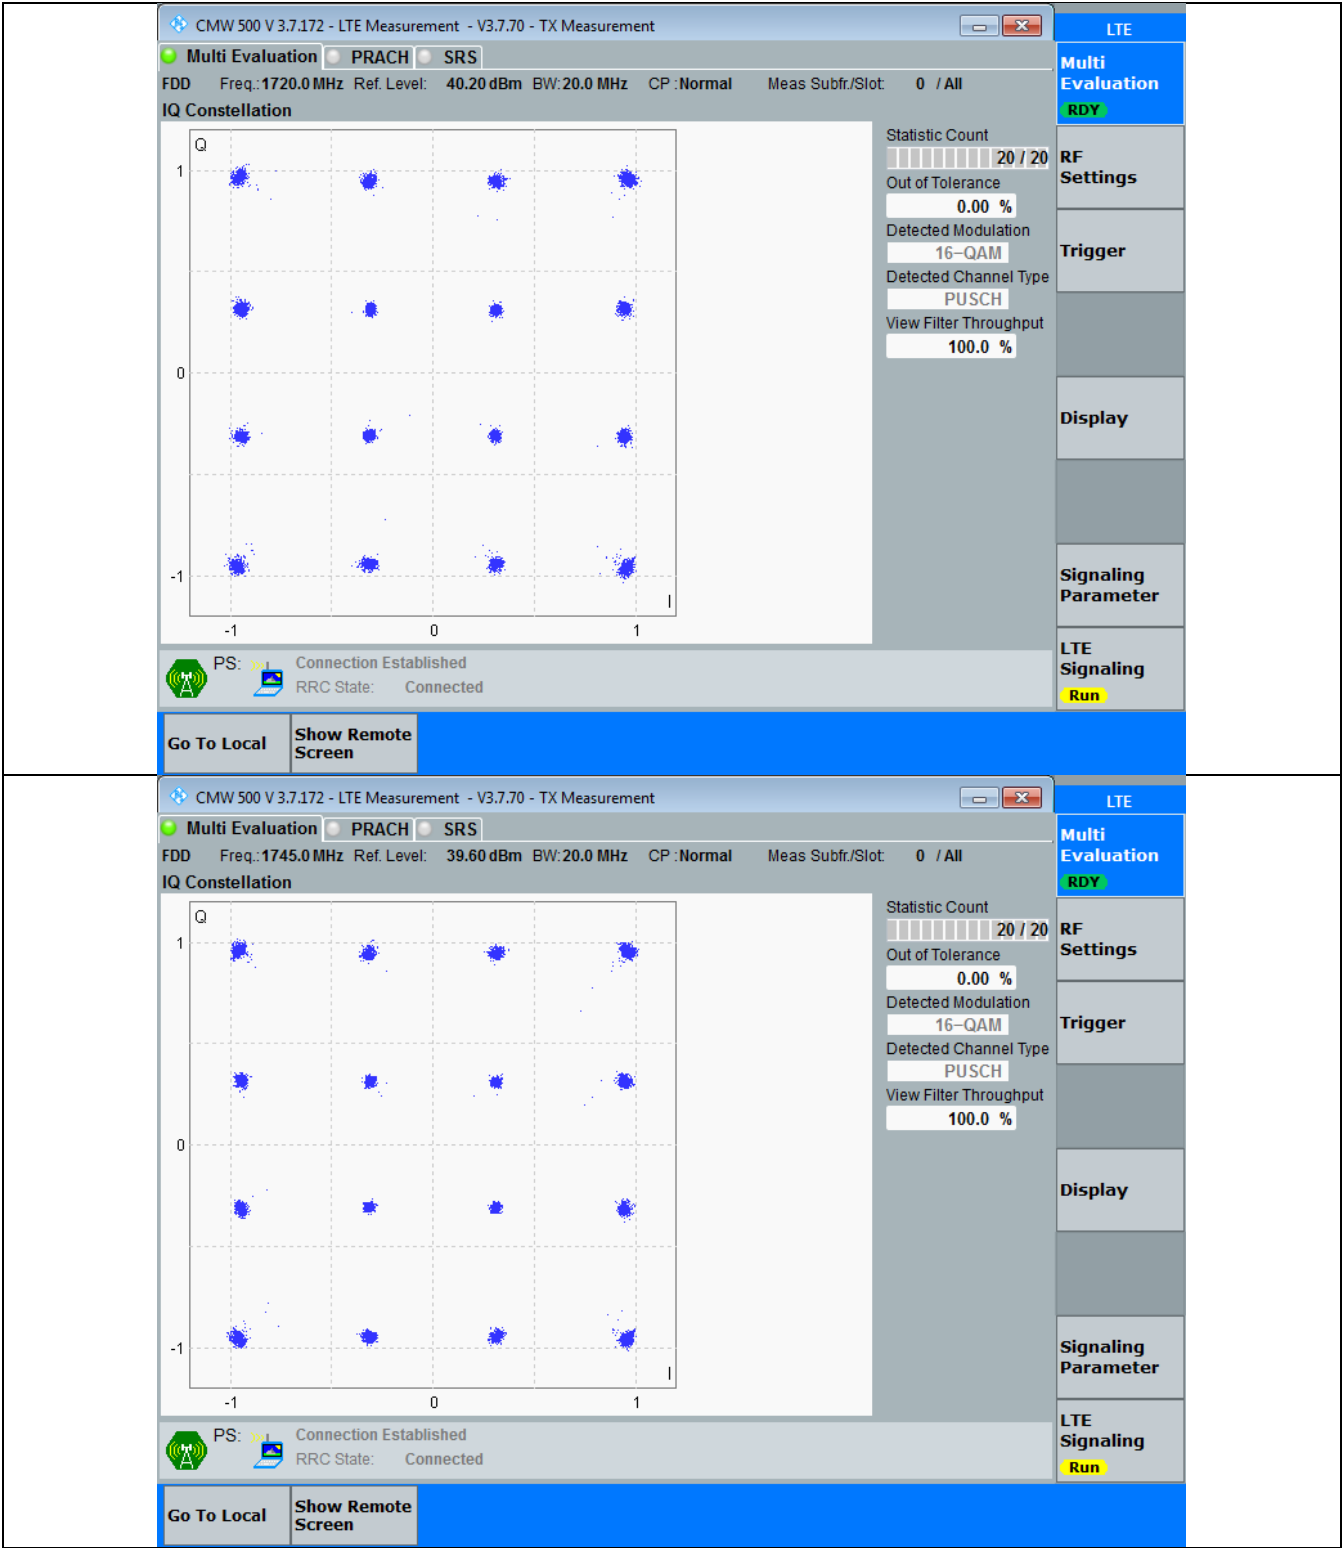 CMW 500 V 3.7.172 - LTE Measurement - V3.7.70 - TX Measurement
LTE
Multi Evaluation PRACH SRS
Multi
Evaluation
RDY
FDD Freq.:1720.0 MHz Ref. Level: 40.20 dBm BW:20.0 MHz CP :Normal Meas Subfr./Slot: 0 / All
IQ Constellation
Q
1
0
-1
I
-1 0 1
Statistic Count
20 / 20
Out of Tolerance
0.00 %
Detected Modulation
16-QAM
Detected Channel Type
PUSCH
View Filter Throughput
100.0 %
RF
Settings
Trigger
Display
Signaling
Parameter
LTE
Signaling
Run
PS: Connection Established
RRC State: Connected
Go To Local
Show Remote
Screen
CMW 500 V 3.7.172 - LTE Measurement - V3.7.70 - TX Measurement
LTE
Multi Evaluation PRACH SRS
Multi
Evaluation
RDY
FDD Freq.:1745.0 MHz Ref. Level: 39.60 dBm BW:20.0 MHz CP :Normal Meas Subfr./Slot: 0 / All
IQ Constellation
Q
1
0
-1
I
-1 0 1
Statistic Count
20 / 20
Out of Tolerance
0.00 %
Detected Modulation
16-QAM
Detected Channel Type
PUSCH
View Filter Throughput
100.0 %
RF
Settings
Trigger
Display
Signaling
Parameter
LTE
Signaling
Run
PS: Connection Established
RRC State: Connected
Go To Local
Show Remote
Screen